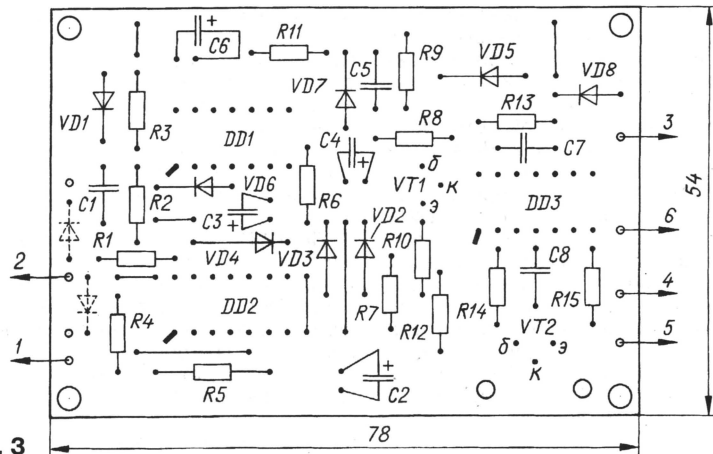 C6
R11
R9
VD5
VD8
C5
VD7
VD1
R3
DD1
R8
R13
C4
C7
3
б
к
VT1
э
DD3
C1
R2
VD6
C3
R6
VD2
6
R1
VD4
VD3
R10
C8
2
DD2
R7
R14
R15
4
R4
R12
VT2
б
э
к
5
1
R5
C2
54
78
. 3
+
+
+
+